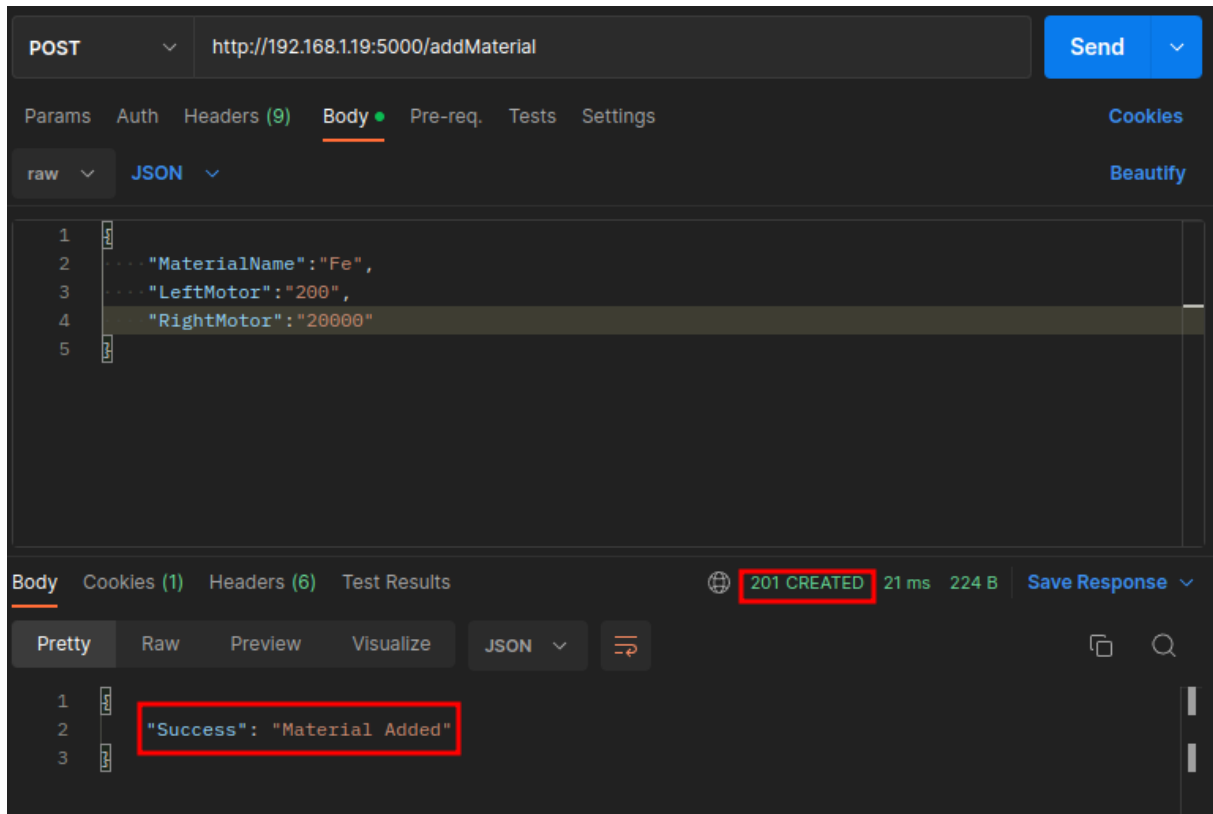 POST http://192.168.1.19:5000/addMaterial Send
Params Auth Headers (9) Body Pre-req. Tests Settings Cookies
raw JSON Beautify
1 {
2 "MaterialName":"Fe",
3 "LeftMotor":"200",
4 "RightMotor":"20000"
5 }
Body Cookies (1) Headers (6) Test Results 201 CREATED 21 ms 224 B Save Response
Pretty Raw Preview Visualize JSON
1 {
2 "Success": "Material Added"
3 }